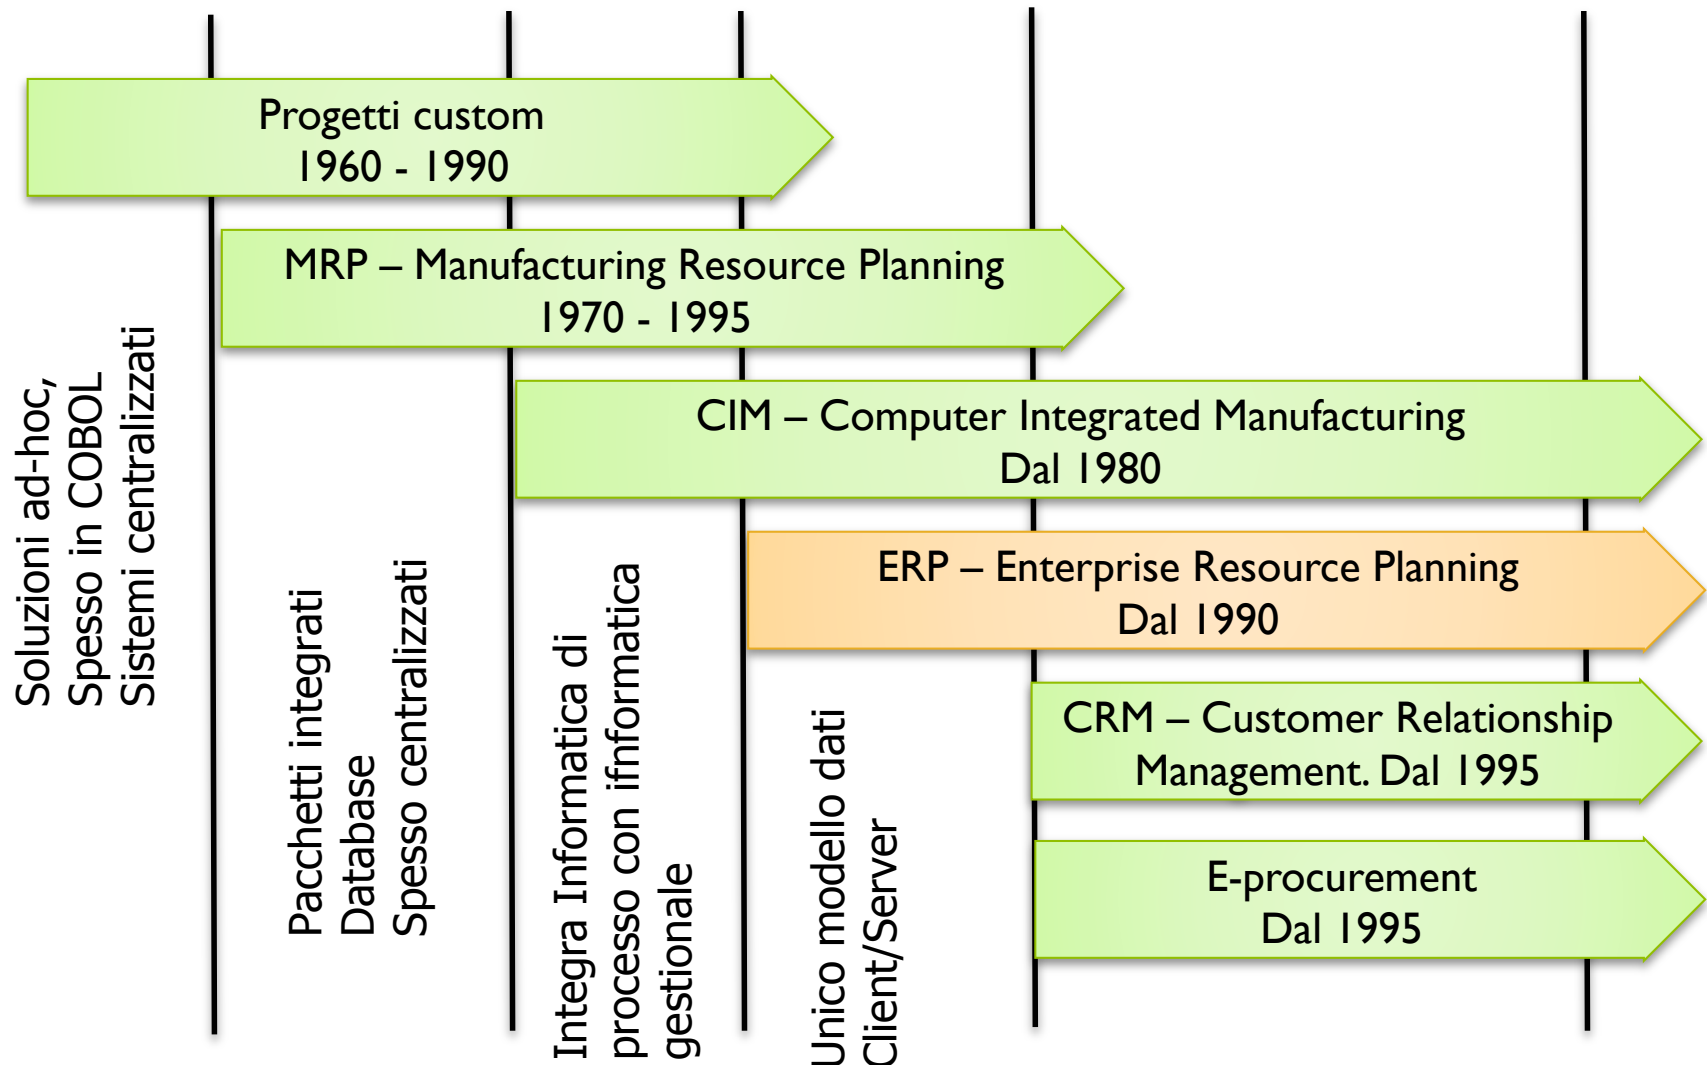 Progetti custom
1960 - 1990
MRP – Manufacturing Resource Planning
1970 - 1995
CIM – Computer Integrated Manufacturing
Dal 1980
ERP – Enterprise Resource Planning
Dal 1990
CRM – Customer Relationship
Management. Dal 1995
E-procurement
Dal 1995
Soluzioni ad-hoc,
Spesso in COBOL
Sistemi centralizzati
Pacchetti integrati
Database
Spesso centralizzati
Integra Informatica di
processo con ifnformatica
gestionale
Unico modello dati
Client/Server